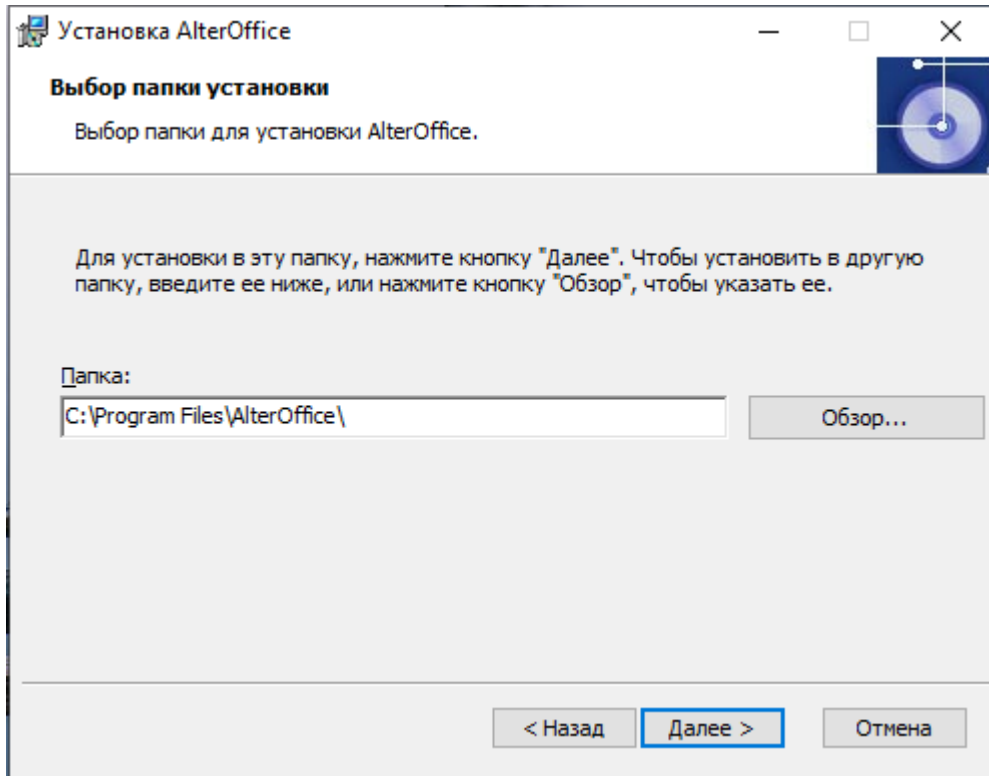 Установка AlterOffice
Выбор папки установки
Выбор папки для установки AlterOffice.
Для установки в эту папку, нажмите кнопку "Далее". Чтобы установить в другую
папку, введите ее ниже, или нажмите кнопку "Обзор", чтобы указать ее.
Папка:
C:\Program Files\AlterOffice\
Обзор...
< Назад
Далее >
Отмена